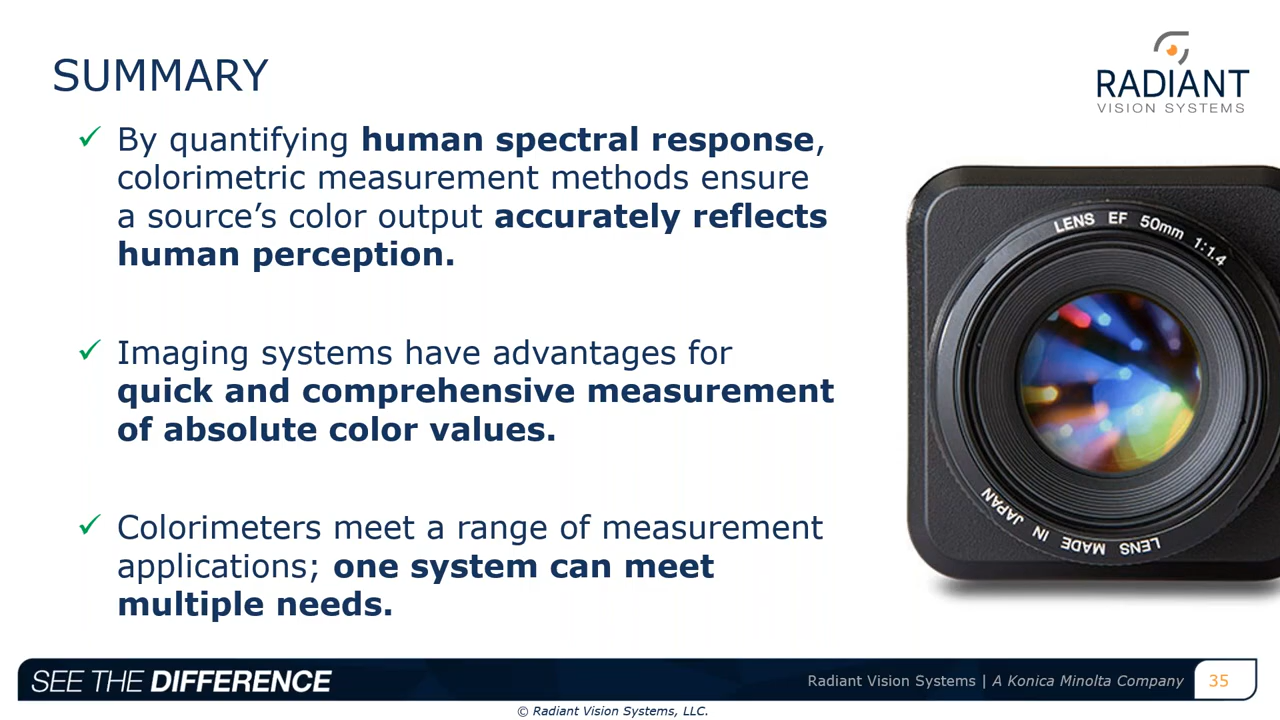 SUMMARY
RADIANT
VISION SYSTEMS
By quantifying human spectral response,
colorimetric measurement methods ensure
a source’s color output accurately reflects
human perception.
Imaging systems have advantages for
quick and comprehensive measurement
of absolute color values.
Colorimeters meet a range of measurement
applications; one system can meet
multiple needs.
LENS EF 50mm 1:1.4
LENS MADE IN JAPAN
SEE THE DIFFERENCE
Radiant Vision Systems | A Konica Minolta Company
35
© Radiant Vision Systems, LLC.